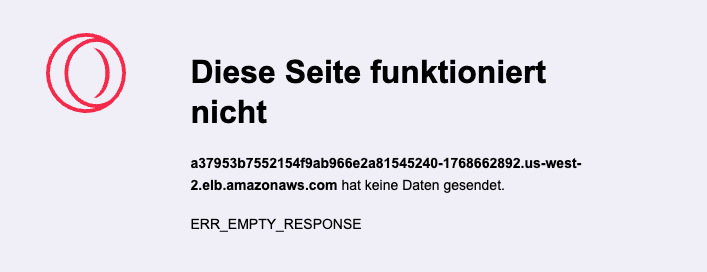 Diese Seite funktioniert
nicht
a37953b7552154f9ab966e2a81545240-1768662892.us-west-
2.elb.amazonaws.com hat keine Daten gesendet.
ERR_EMPTY_RESPONSE